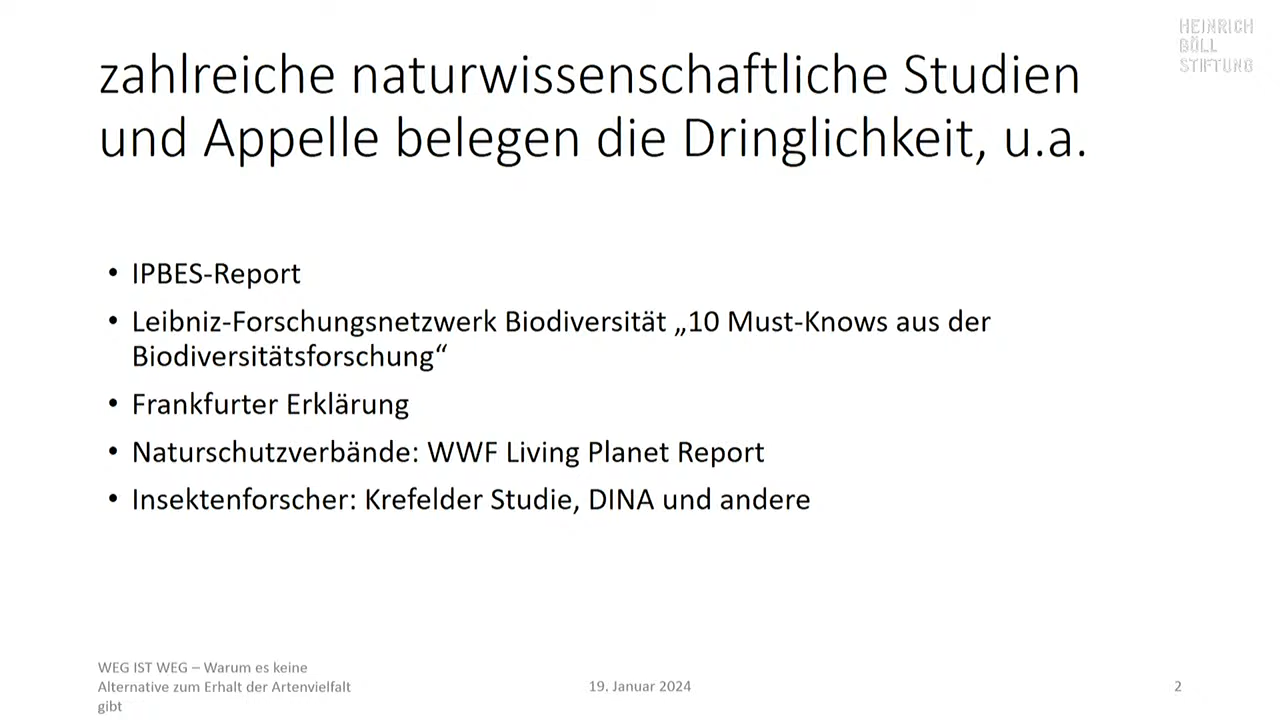 HEINRICH
BÖLL
STIFTUNG
zahlreiche naturwissenschaftliche Studien
und Appelle belegen die Dringlichkeit, u.a.
• IPBES-Report
• Leibniz-Forschungsnetzwerk Biodiversität „10 Must-Knows aus der
Biodiversitätsforschung“
• Frankfurter Erklärung
• Naturschutzverbände: WWF Living Planet Report
• Insektenforscher: Krefelder Studie, DINA und andere
WEG IST WEG – Warum es keine
Alternative zum Erhalt der Artenvielfalt
gibt
19. Januar 2024
2